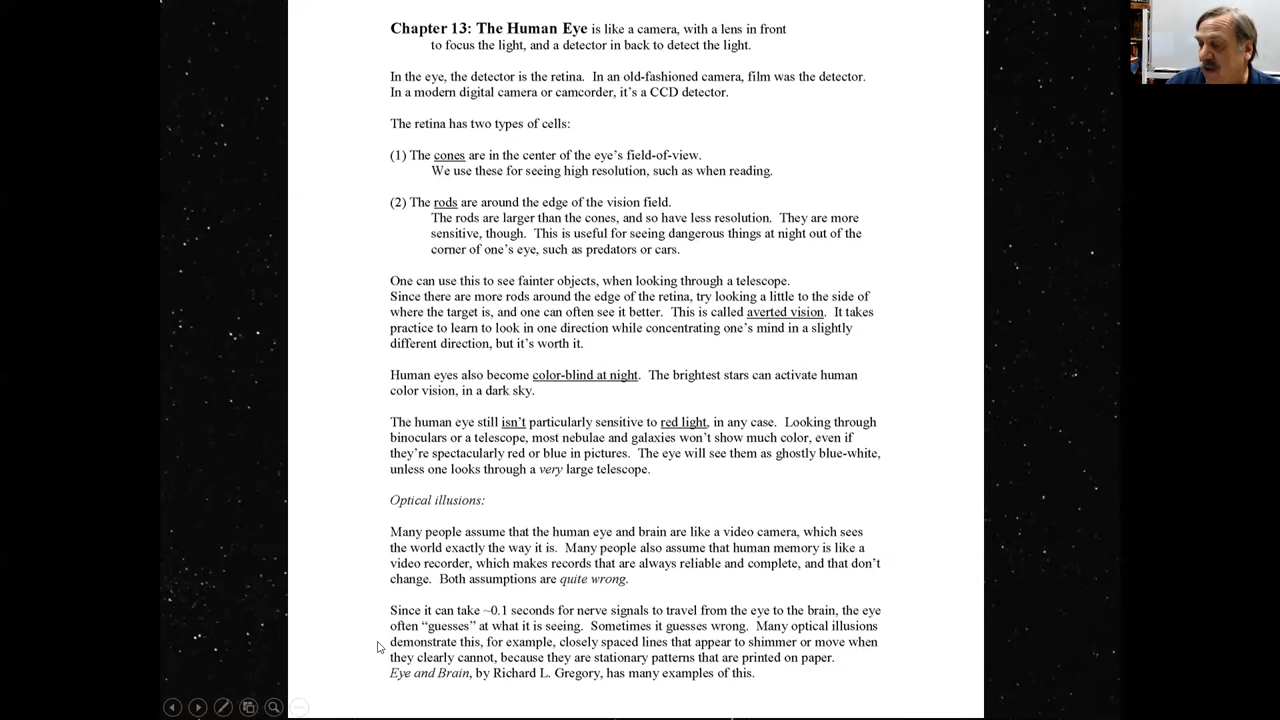 Chapter 13: The Human Eye is like a camera, with a lens in front
to focus the light, and a detector in back to detect the light.
In the eye, the detector is the retina. In an old-fashioned camera, film was the detector.
In a modern digital camera or camcorder, it's a CCD detector.
The retina has two types of cells:
(1) The cones are in the center of the eye's field-of-view.
We use these for seeing high resolution, such as when reading.
(2) The rods are around the edge of the vision field.
The rods are larger than the cones, and so have less resolution. They are more
sensitive, though. This is useful for seeing dangerous things at night out of the
corner of one's eye, such as predators or cars.
One can use this to see fainter objects, when looking through a telescope.
Since there are more rods around the edge of the retina, try looking a little to the side of
where the target is, and one can often see it better. This is called averted vision. It takes
practice to learn to look in one direction while concentrating one's mind in a slightly
different direction, but it's worth it.
Human eyes also become color-blind at night. The brightest stars can activate human
color vision, in a dark sky.
The human eye still isn't particularly sensitive to red light, in any case. Looking through
binoculars or a telescope, most nebulae and galaxies won't show much color, even if
they're spectacularly red or blue in pictures. The eye will see them as ghostly blue-white,
unless one looks through a very large telescope.
Optical illusions:
Many people assume that the human eye and brain are like a video camera, which sees
the world exactly the way it is. Many people also assume that human memory is like a
video recorder, which makes records that are always reliable and complete, and that don't
change. Both assumptions are quite wrong.
Since it can take ~0.1 seconds for nerve signals to travel from the eye to the brain, the eye
often "guesses" at what it is seeing. Sometimes it guesses wrong. Many optical illusions
demonstrate this, for example, closely spaced lines that appear to shimmer or move when
they clearly cannot, because they are stationary patterns that are printed on paper.
Eye and Brain, by Richard L. Gregory, has many examples of this.